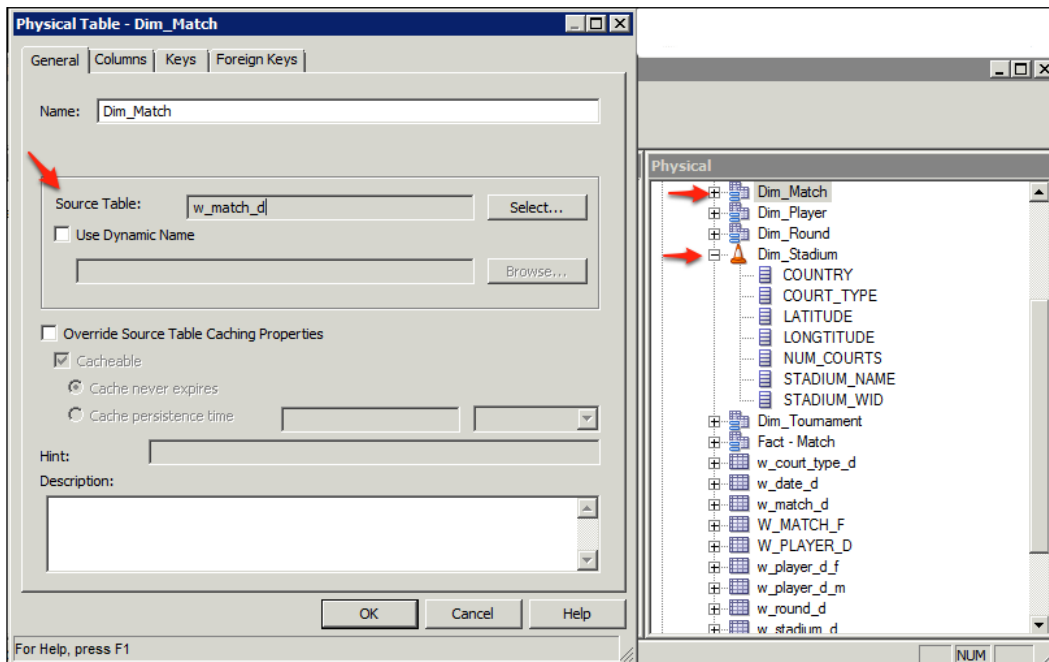 Physical Table - Dim_Match
General Columns Keys Foreign Keys
Name: Dim_Match
Source Table: w_match_d Select...
Use Dynamic Name
Browse...
Override Source Table Caching Properties
Cacheable
Cache never expires
Cache persistence time
Hint:
Description:
OK Cancel Help
For Help, press F1
Physical
Dim_Match
Dim_Player
Dim_Round
Dim_Stadium
COUNTRY
COURT_TYPE
LATITUDE
LONGTITUDE
NUM_COURTS
STADIUM_NAME
STADIUM_WID
Dim_Tournament
Fact - Match
w_court_type_d
w_date_d
w_match_d
W_MATCH_F
W_PLAYER_D
w_player_d_f
w_player_d_m
w_round_d
w_stadium_d
NUM